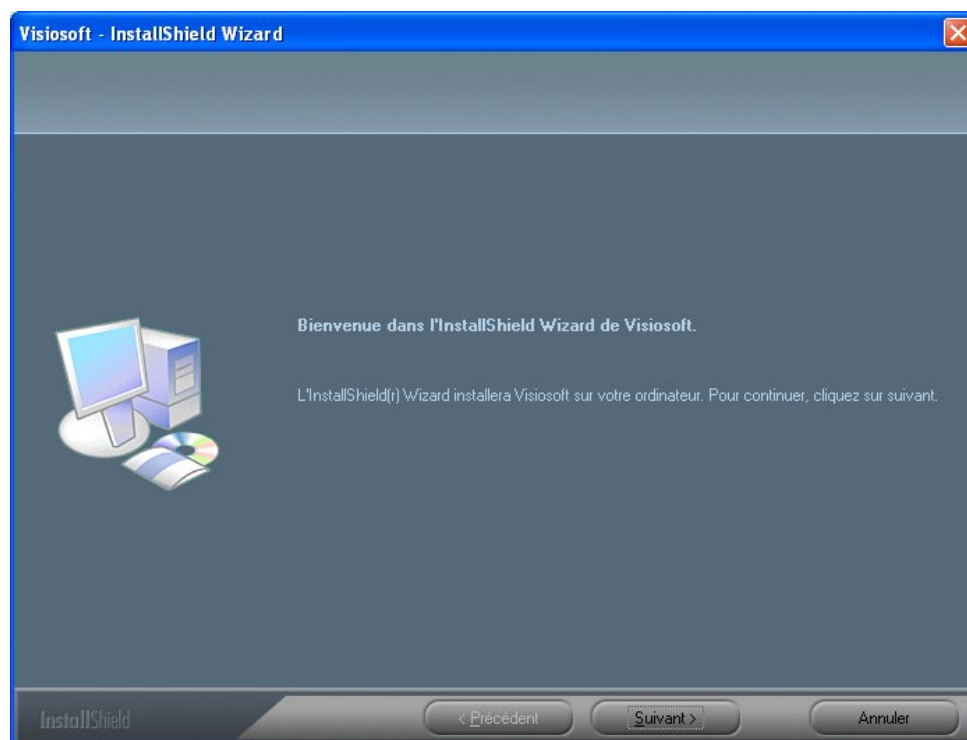 Visiosoft - InstallShield Wizard
Bienvenue dans l'InstallShield Wizard de Visiosoft.
L'InstallShield(r) Wizard installera Visiosoft sur votre ordinateur. Pour continuer, cliquez sur suivant.
InstallShield
< Précédent
Suivant >
Annuler